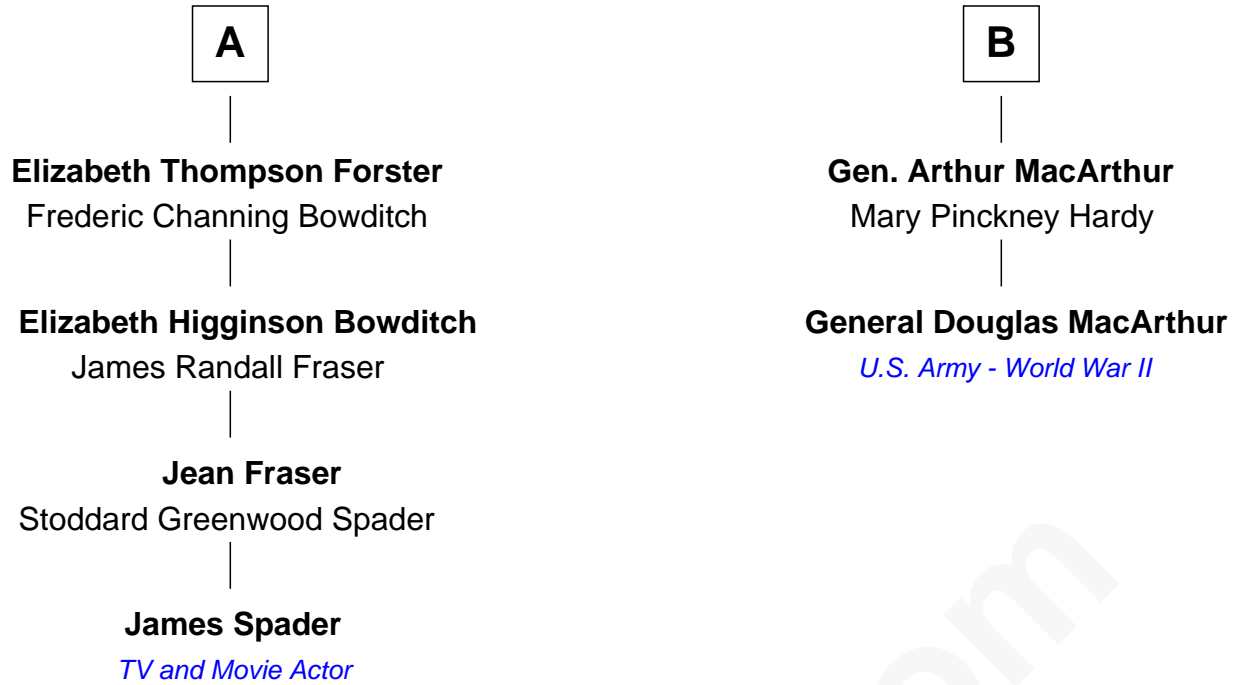 A
Elizabeth Thompson Forster
Frederic Channing Bowditch
Elizabeth Higginson Bowditch
James Randall Fraser
Jean Fraser
Stoddard Greenwood Spader
James Spader
TV and Movie Actor
B
Gen. Arthur MacArthur
Mary Pinckney Hardy
General Douglas MacArthur
U.S. Army - World War II
om